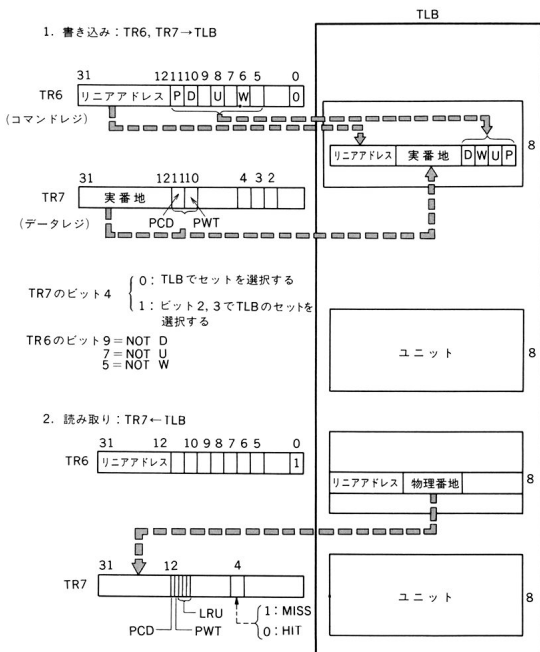 TLB
1. 書き込み：TR6, TR7→TLB
31 12 11 10 9 8 7 6 5 0
TR6 リニアアドレス P D U W 0
(コマンドレジ)
リニアアドレス 実番地 D W U P
8
31 12 11 10 4 3 2
TR7 実番地
(データレジ)
PCD PWT
TR7のビット4
0：TLBでセットを選択する
1：ビット2, 3でTLBのセットを
選択する
TR6のビット9＝NOT D
7＝NOT U
5＝NOT W
ユニット
8
2. 読み取り：TR7←TLB
31 12 10 9 8 7 6 5 0
TR6 リニアアドレス 1
リニアアドレス 物理番地
8
31 12 4
TR7
LRU
PCD PWT
1：MISS
0：HIT
ユニット
8